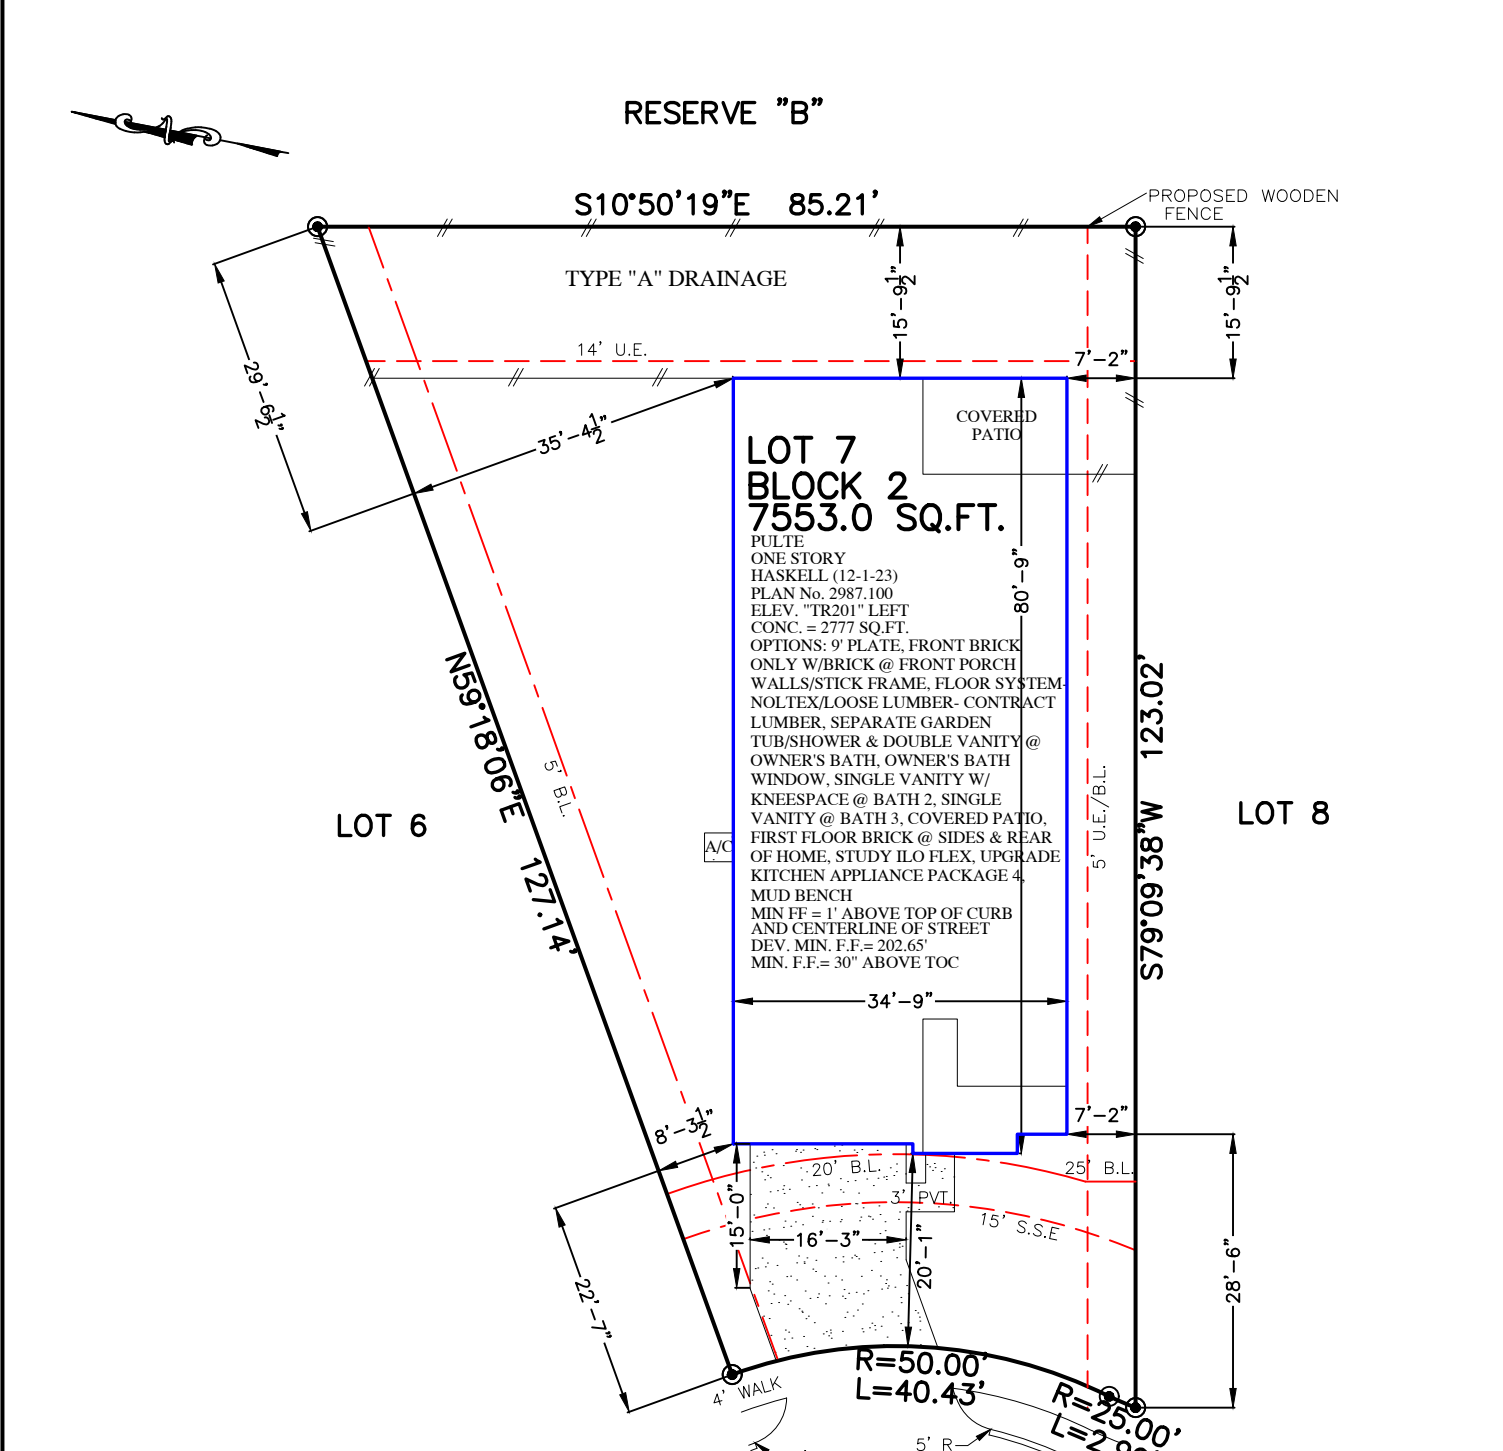 RESERVE "B"
S10°50'19"E 85.21'
PROPOSED WOODEN
FENCE
TYPE "A" DRAINAGE
15'-9½"
15'-9½"
14' U.E.
7'-2"
29'-6½"
35'-4½"
COVERED
PATIO
LOT 7
BLOCK 2
7553.0 SQ.FT.
PULTE
ONE STORY
HASKELL (12-1-23)
PLAN No. 2987.100
ELEV. "TR201" LEFT
CONC. = 2777 SQ.FT.
OPTIONS: 9' PLATE, FRONT BRICK
ONLY W/BRICK @ FRONT PORCH
WALLS/STICK FRAME, FLOOR SYSTEM-
NOLTEX/LOOSE LUMBER- CONTRACT
LUMBER, SEPARATE GARDEN
TUB/SHOWER & DOUBLE VANITY @
OWNER'S BATH, OWNER'S BATH
WINDOW, SINGLE VANITY W/
KNEESPACE @ BATH 2, SINGLE
VANITY @ BATH 3, COVERED PATIO,
FIRST FLOOR BRICK @ SIDES & REAR
OF HOME, STUDY ILO FLEX, UPGRADE
KITCHEN APPLIANCE PACKAGE 4,
MUD BENCH
MIN FF = 1' ABOVE TOP OF CURB
AND CENTERLINE OF STREET
DEV. MIN. F.F.= 202.65'
MIN. F.F.= 30" ABOVE TOC
80'-9"
N59°18'06"E 127.14'
5' B.L.
LOT 6
A/C
5' U.E./B.L.
S79°09'38"W 123.02'
LOT 8
34'-9"
8'-3½"
7'-2"
20' B.L.
25' B.L.
3' PVT.
15' S.S.E
15'-0"
16'-3"
20'-1"
22'-7"
28'-6"
R=50.00'
L=40.43'
4' WALK
R=25.00'
5' R